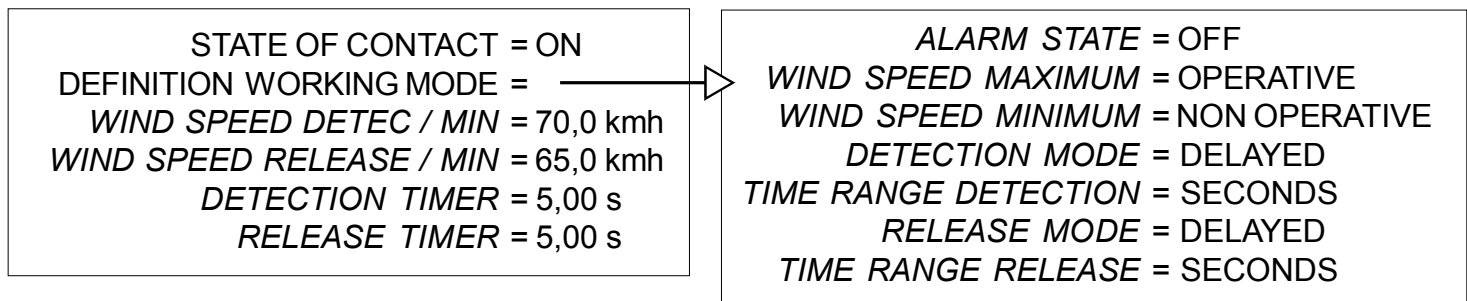 STATE OF CONTACT = ON
DEFINITION WORKING MODE =
WIND SPEED DETEC / MIN = 70,0 kmh
WIND SPEED RELEASE / MIN = 65,0 kmh
DETECTION TIMER = 5,00 s
RELEASE TIMER = 5,00 s
ALARM STATE = OFF
WIND SPEED MAXIMUM = OPERATIVE
WIND SPEED MINIMUM = NON OPERATIVE
DETECTION MODE = DELAYED
TIME RANGE DETECTION = SECONDS
RELEASE MODE = DELAYED
TIME RANGE RELEASE = SECONDS